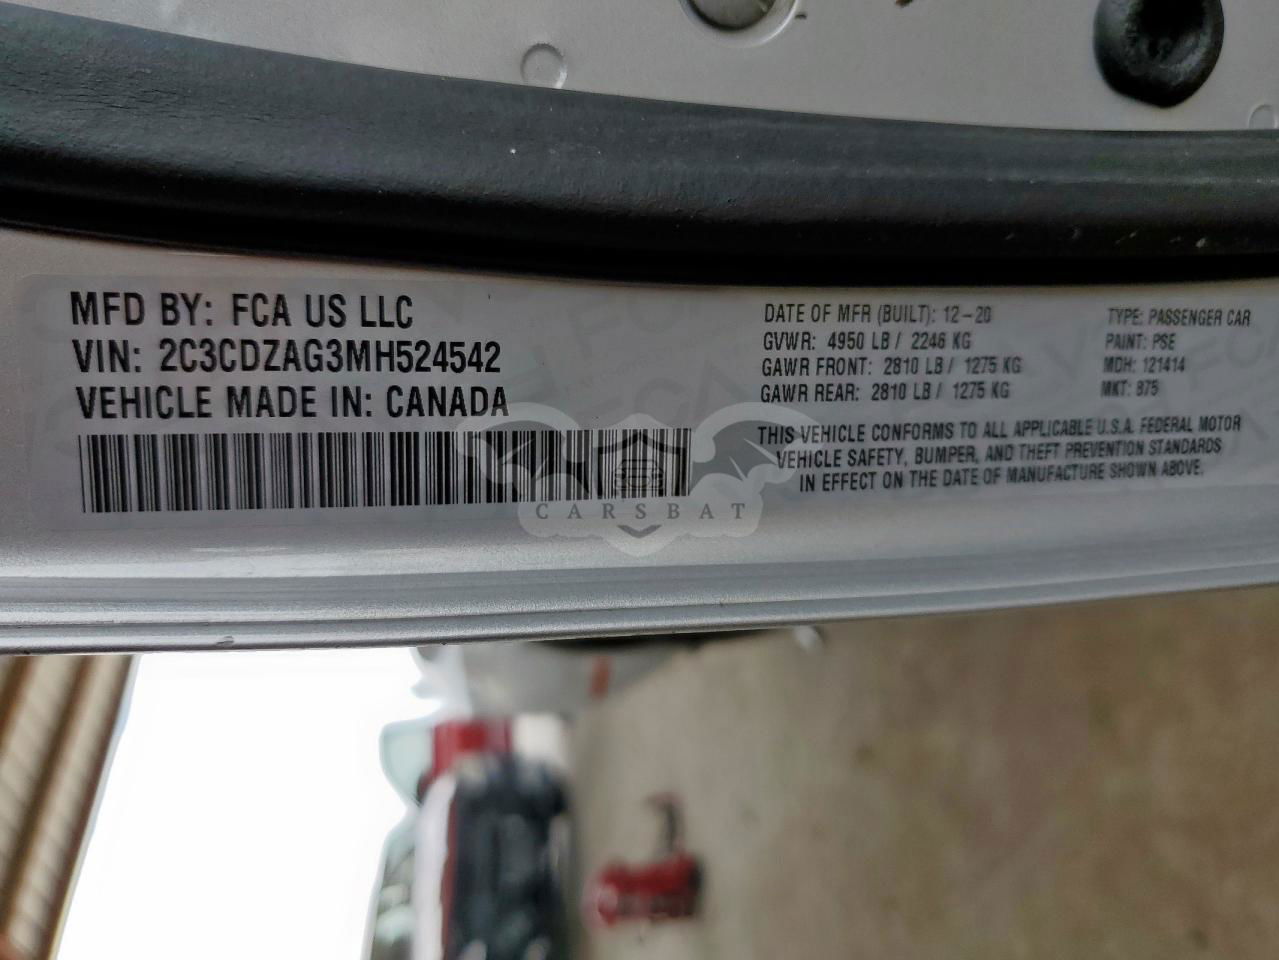 MFD BY: FCA US LLC
VIN: 2C3CDZAG3MH524542
VEHICLE MADE IN: CANADA
DATE OF MFR (BUILT): 12-20
GVWR: 4950 LB / 2246 KG
GAWR FRONT: 2810 LB / 1275 KG
GAWR REAR: 2810 LB / 1275 KG
TYPE: PASSENGER CAR
PAINT: PSE
MDH: 121414
MKT: 875
THIS VEHICLE CONFORMS TO ALL APPLICABLE U.S.A. FEDERAL MOTOR
VEHICLE SAFETY, BUMPER, AND THEFT PREVENTION STANDARDS
IN EFFECT ON THE DATE OF MANUFACTURE SHOWN ABOVE.
CARSBAT